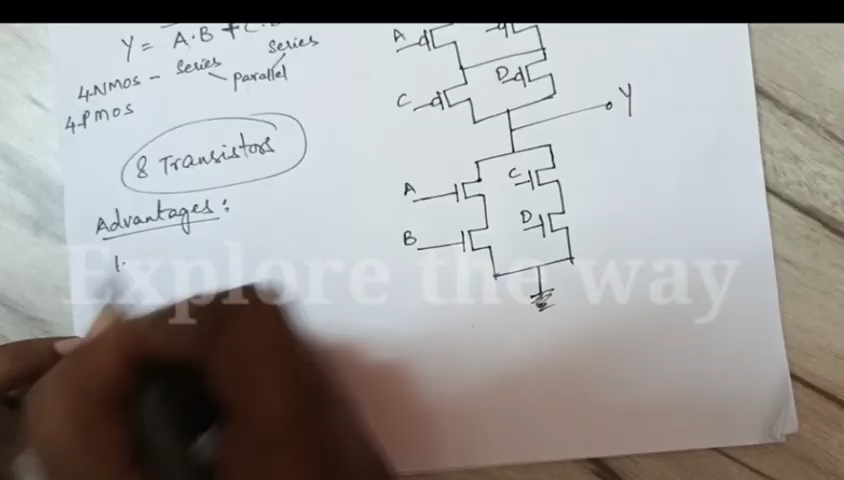 Y = A.B + C.
Series Series
4NMOS - parallel
4PMOS
8 Transistors
Advantages :
1.
A
D
C
Y
A
C
B
D
Explore the way